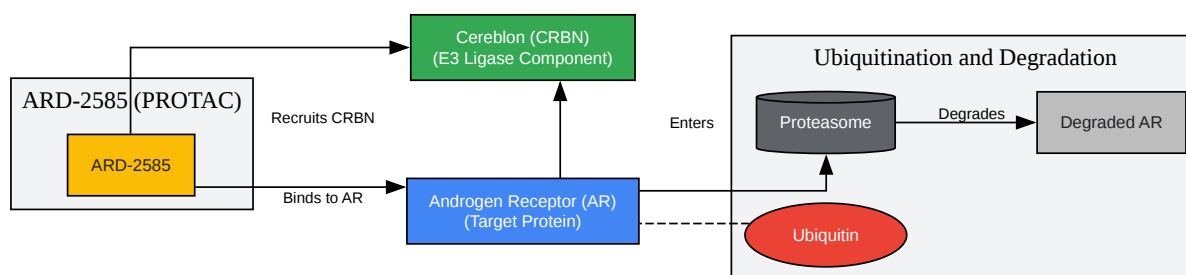 Cereblon (CRBN)
(E3 Ligase Component)
Ubiquitination and Degradation
ARD-2585 (PROTAC)
Recruits CRBN
Enters
Proteasome
Degrades
Degraded AR
ARD-2585
Binds to AR
Androgen Receptor (AR)
(Target Protein)
Ubiquitin